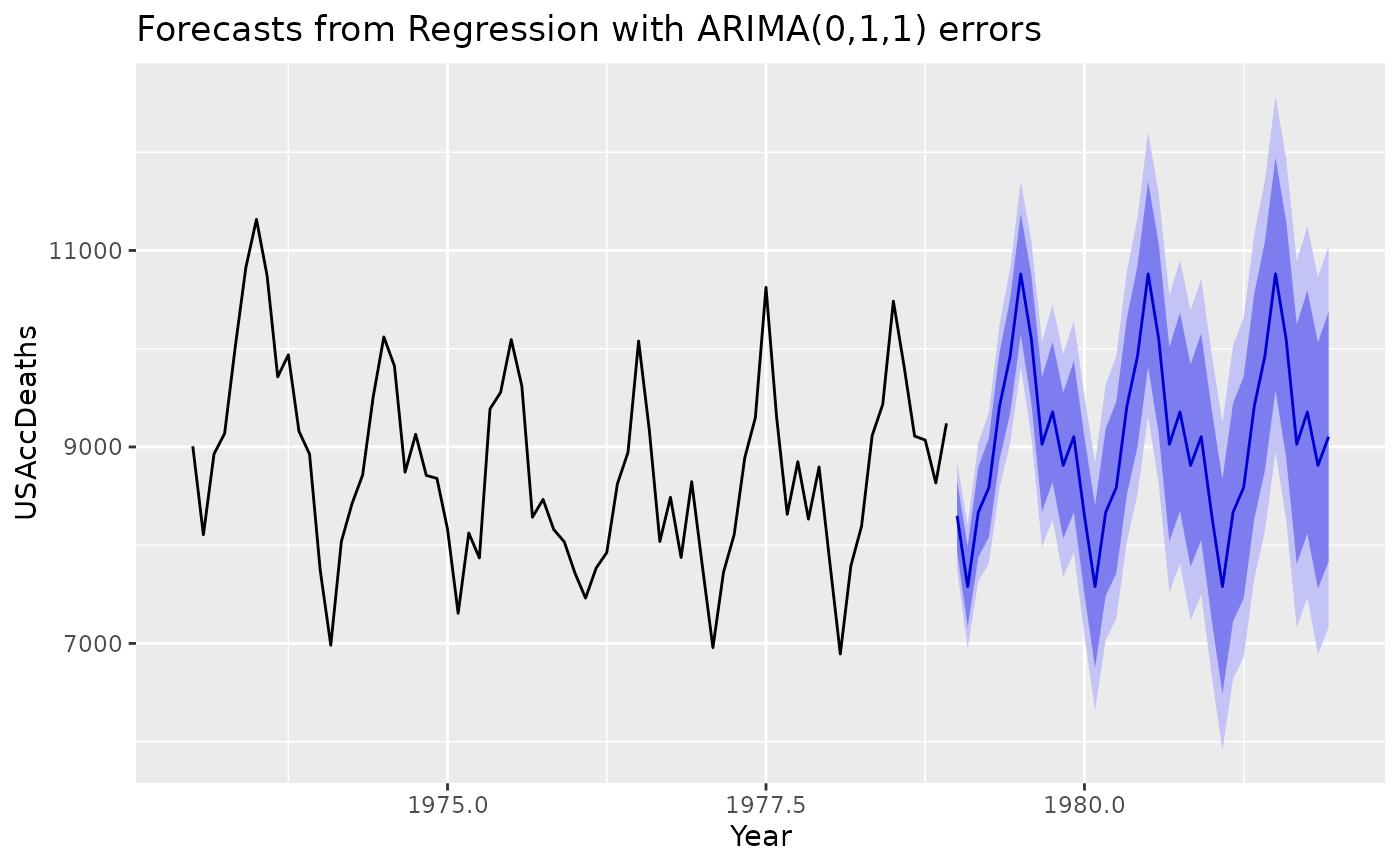 Forecasts from Regression with ARIMA(0,1,1) errors
USAccDeaths
11000
9000
7000
1975.0
1977.5
1980.0
Year